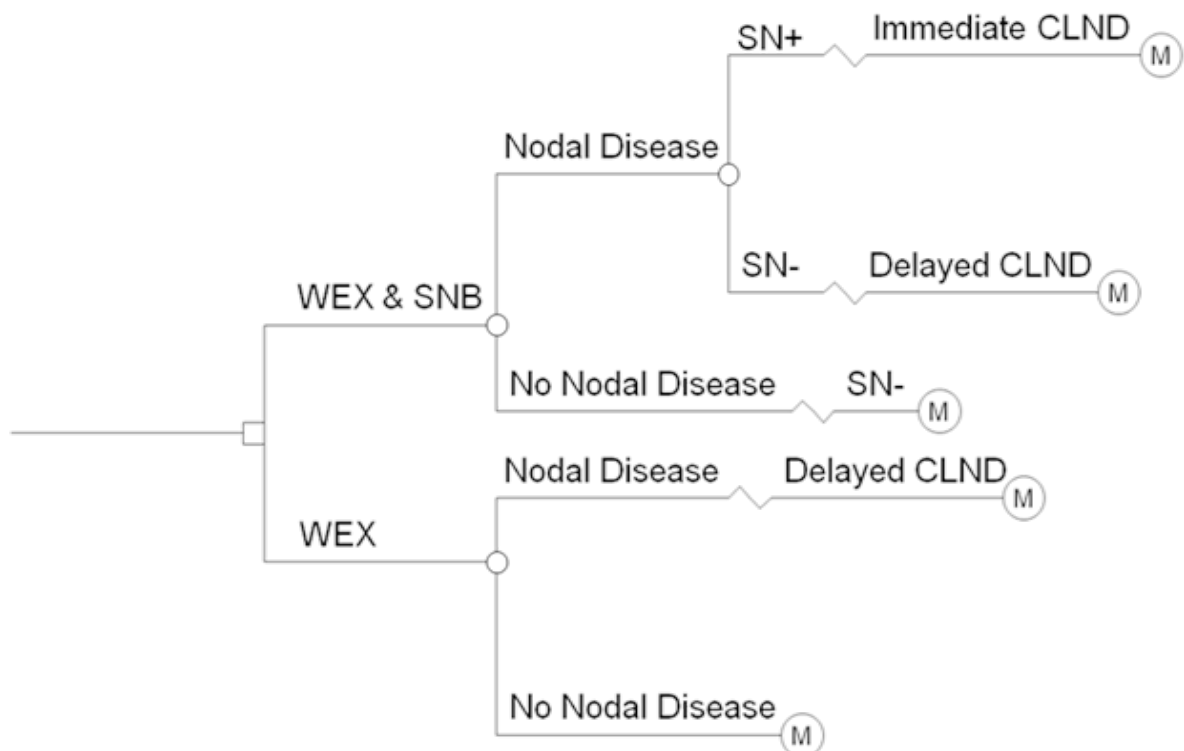 SN+ Immediate CLND M
Nodal Disease
SN- Delayed CLND M
WEX & SNB
No Nodal Disease SN- M
Nodal Disease Delayed CLND M
WEX
No Nodal Disease M